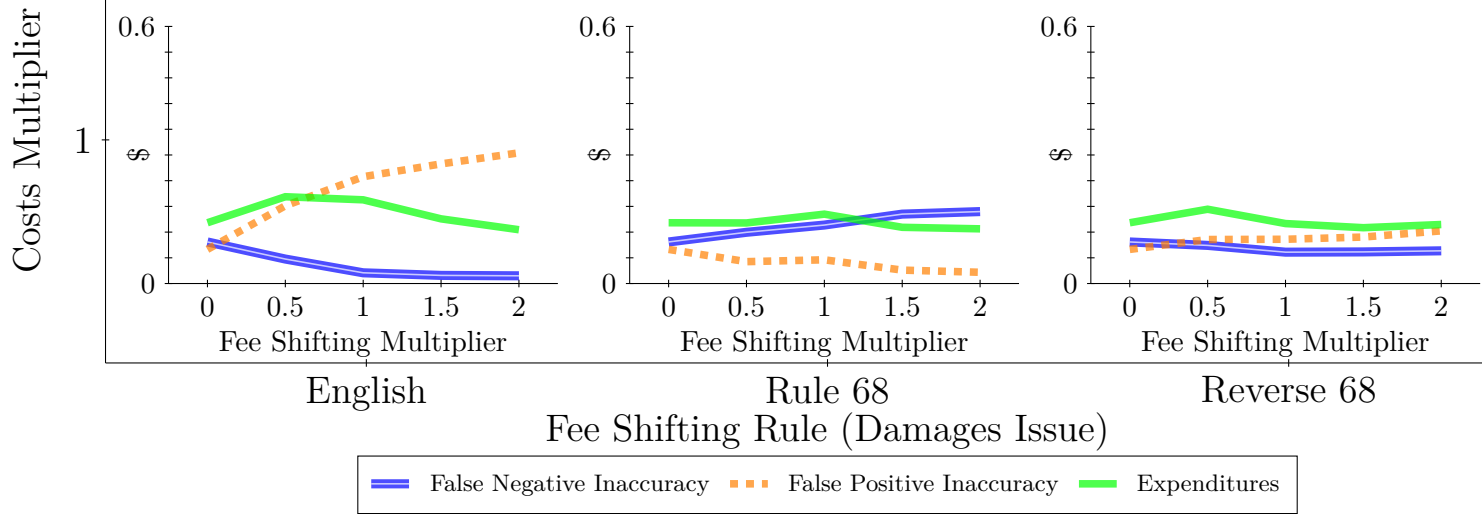 Costs Multiplier
1
0.6
$
0
0 0.5 1 1.5 2
Fee Shifting Multiplier
0.6
$
0
0 0.5 1 1.5 2
Fee Shifting Multiplier
0.6
$
0
0 0.5 1 1.5 2
Fee Shifting Multiplier
English Rule 68 Reverse 68
Fee Shifting Rule (Damages Issue)
False Negative Inaccuracy False Positive Inaccuracy Expenditures